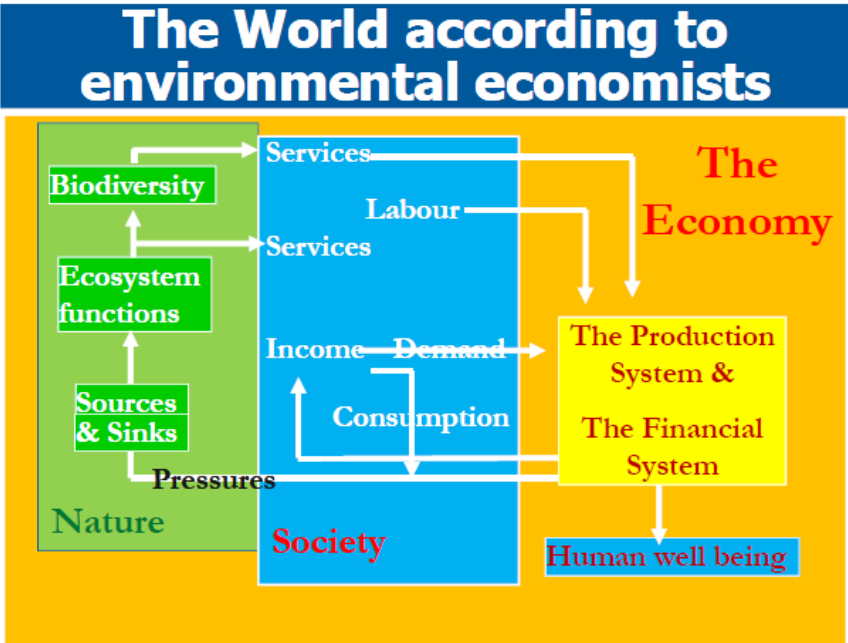 The World according to
environmental economists
Services
Biodiversity
Labour
The
Economy
Services
Ecosystem
functions
Income
Demand
The Production
System &
Sources
& Sinks
Consumption
The Financial
System
Pressures
Nature
Society
Human well being